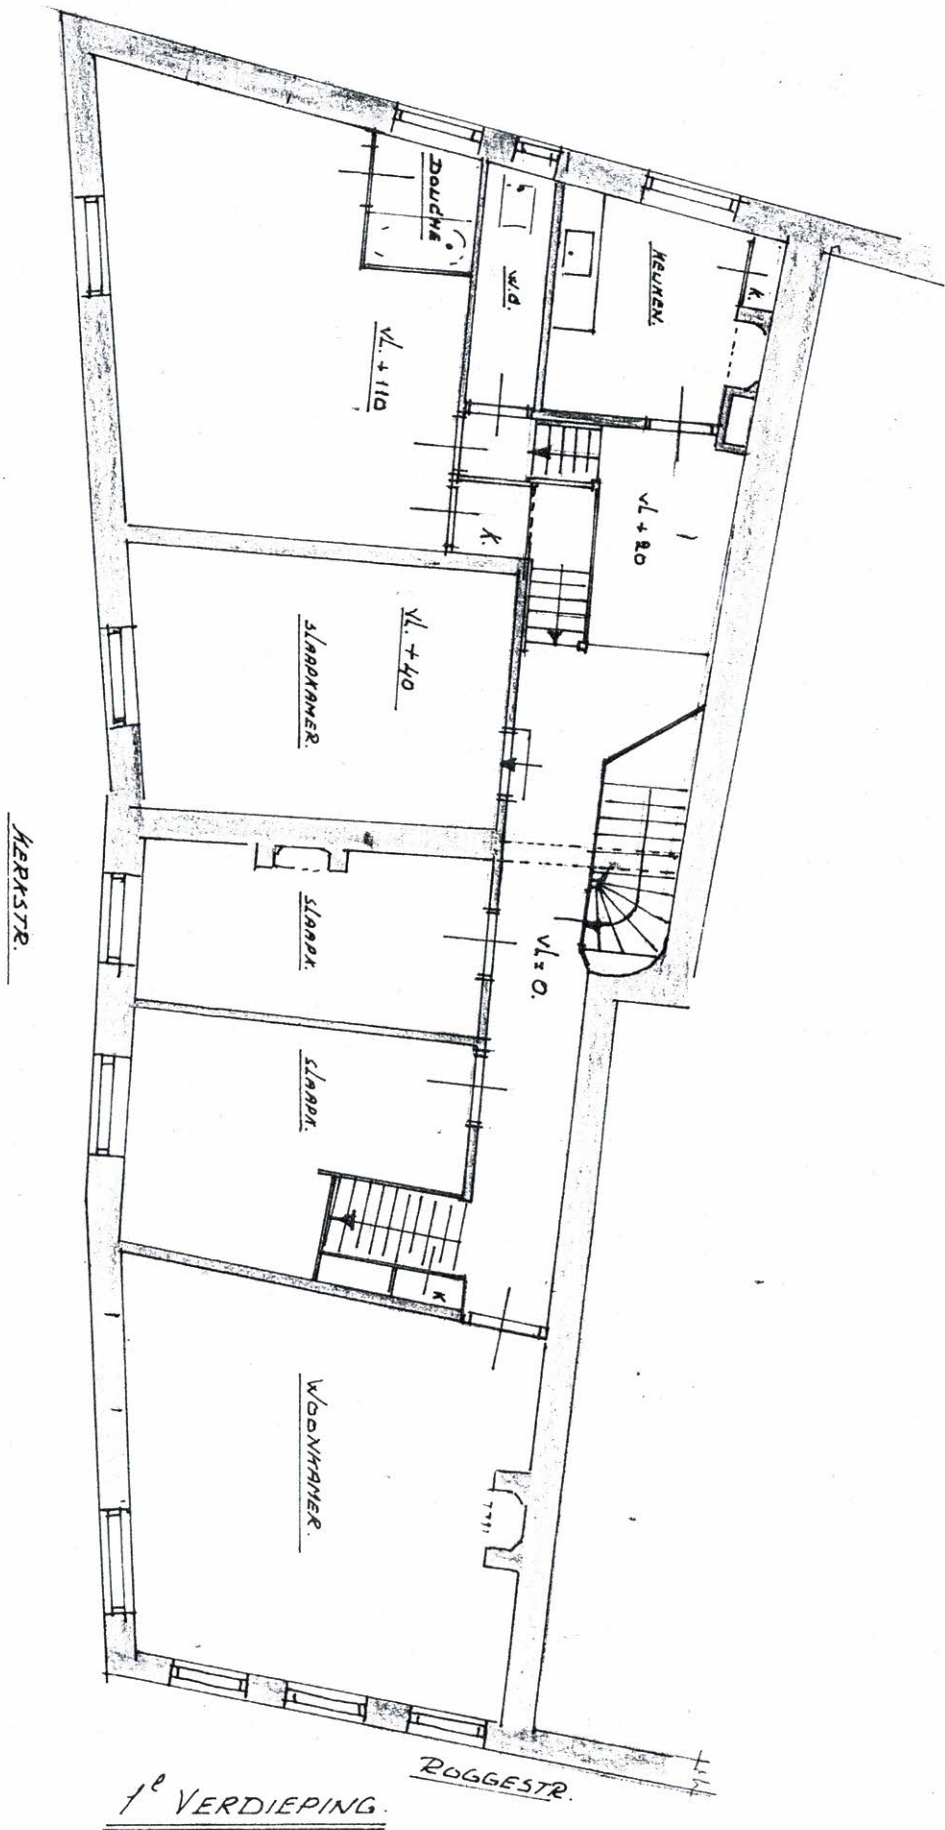 DOUCHE
W.C.
KEUKEN.
K.
VL. + 110
VL + 20
K.
VL. + 40
SLAAPKAMER.
SLAAPK.
VL = 0.
SLAAPK.
K
WOONKAMER.
KERKSTR.
ROGGESTR.
1e VERDIEPING.